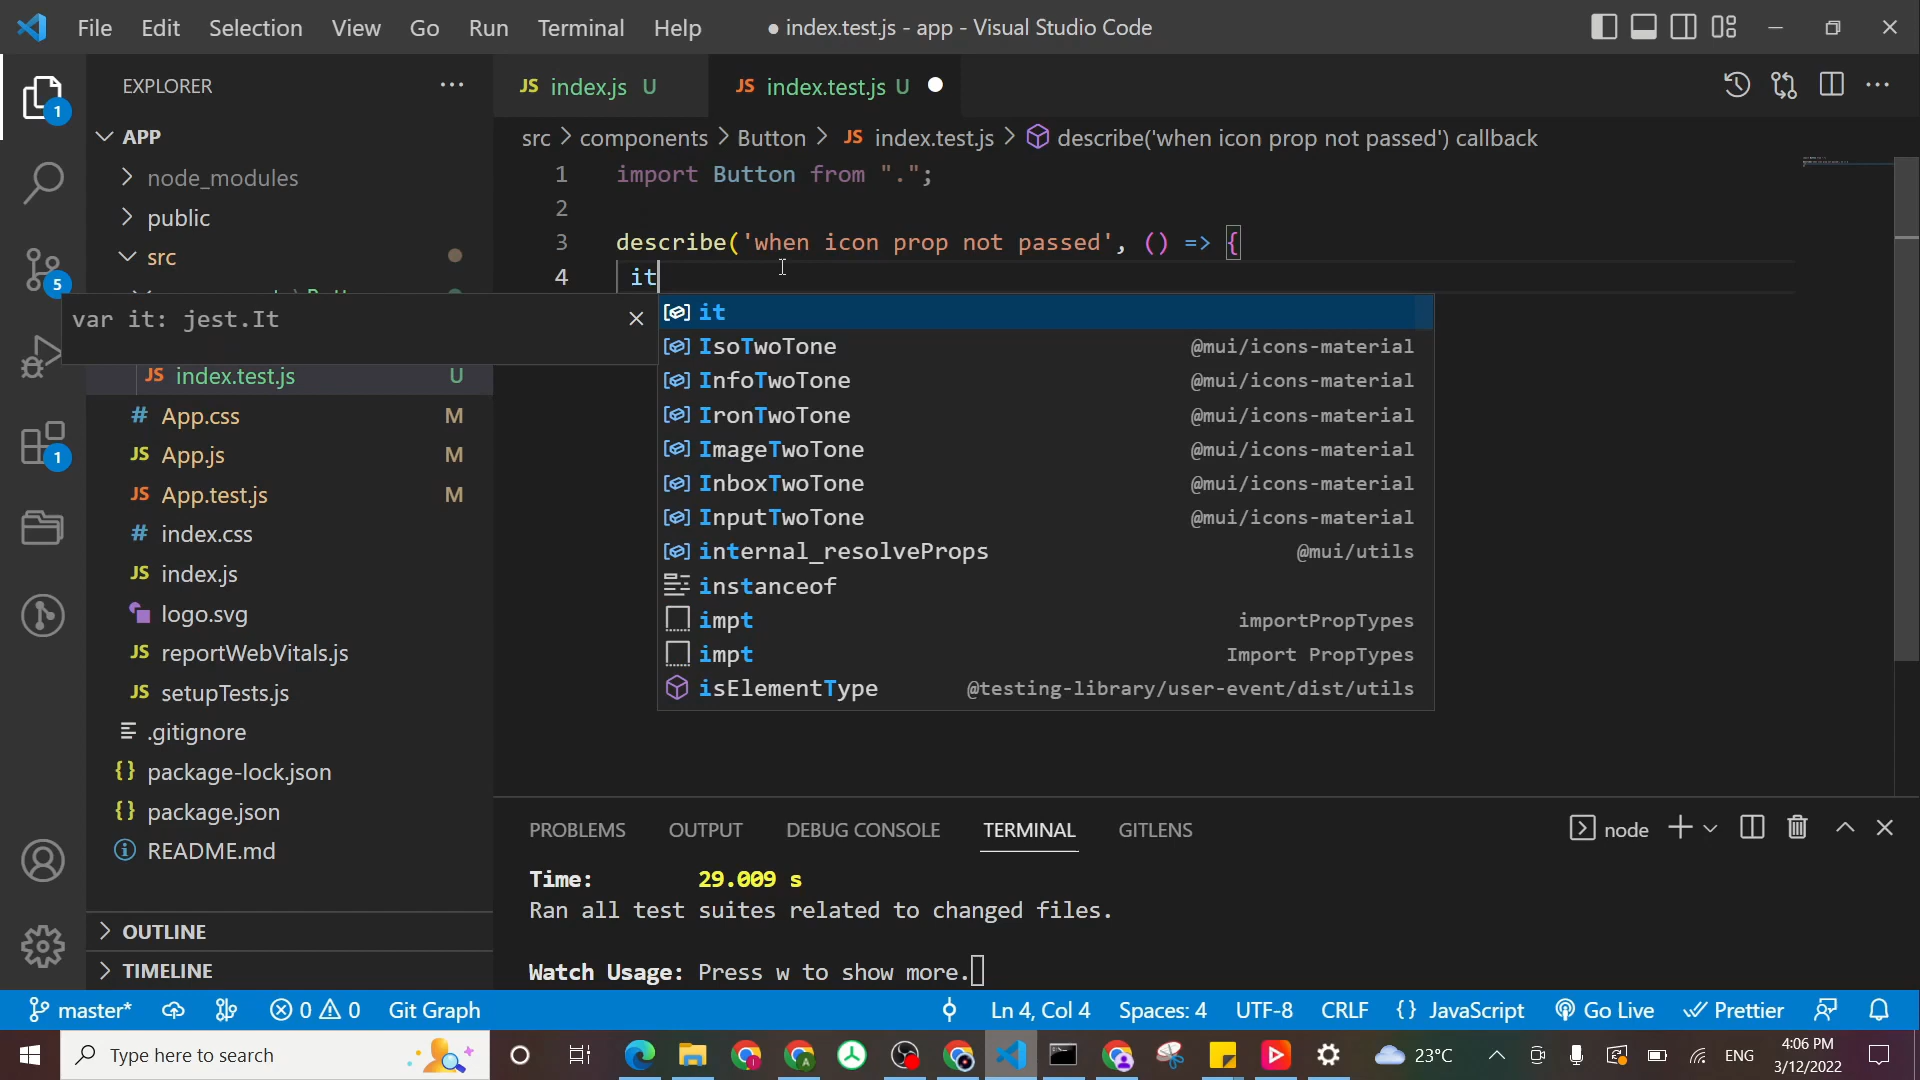 File Edit Selection View Go Run Terminal Help
● index.test.js - app - Visual Studio Code
EXPLORER
JS index.js U
JS index.test.js U
src > components > Button > JS index.test.js > describe('when icon prop not passed') callback
APP
node_modules
public
src
1 import Button from ".";
2
3 describe('when icon prop not passed', () => {
4 it
var it: jest.It
it
IsoTwoTone @mui/icons-material
InfoTwoTone @mui/icons-material
IronTwoTone @mui/icons-material
ImageTwoTone @mui/icons-material
InboxTwoTone @mui/icons-material
InputTwoTone @mui/icons-material
internal_resolveProps @mui/utils
instanceof
impt importPropTypes
impt Import PropTypes
isElementType @testing-library/user-event/dist/utils
JS index.test.js U
# App.css M
JS App.js M
JS App.test.js M
# index.css
JS index.js
logo.svg
JS reportWebVitals.js
JS setupTests.js
.gitignore
{} package-lock.json
{} package.json
README.md
OUTLINE
TIMELINE
1
5
1
PROBLEMS OUTPUT DEBUG CONSOLE TERMINAL GITLENS
node
Time: 29.009 s
Ran all test suites related to changed files.
Watch Usage: Press w to show more.
master* 0 0 Git Graph
Ln 4, Col 4 Spaces: 4 UTF-8 CRLF {} JavaScript Go Live Prettier
Type here to search
23°C
ENG
4:06 PM
3/12/2022